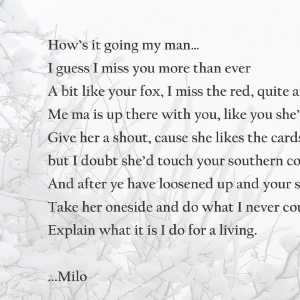 How's it going my man...
I guess I miss you more than ever
A bit like your fox, I miss the red, quite a
Me ma is up there with you, like you she'
Give her a shout, cause she likes the cards
but I doubt she'd touch your southern co
And after ye have loosened up and your s
Take her oneside and do what I never cou
Explain what it is I do for a living.
...Milo